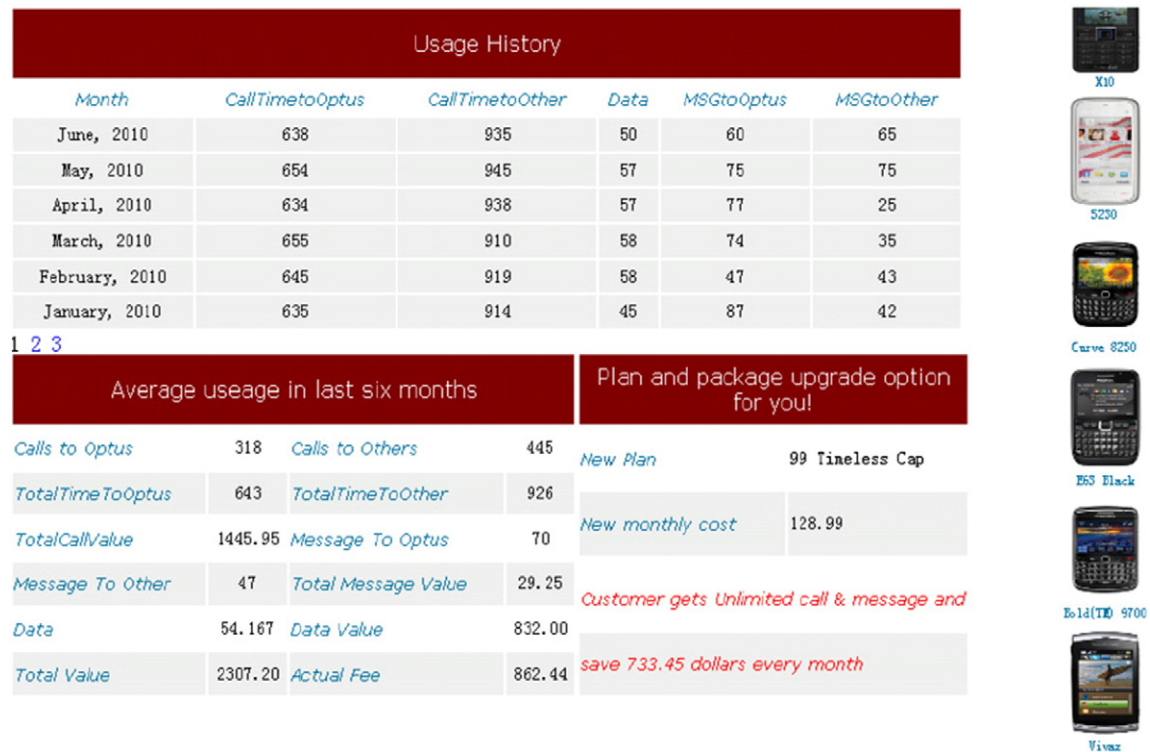 Usage History
Month CallTimetoOptus CallTimetoOther Data MSGtoOptus MSGtoOther
June, 2010 638 935 50 60 65
May, 2010 654 945 57 75 75
April, 2010 634 938 57 77 25
March, 2010 655 910 58 74 35
February, 2010 645 919 58 47 43
January, 2010 635 914 45 87 42
1 2 3
Average useage in last six months
Calls to Optus 318 Calls to Others 445
TotalTimeToOptus 643 TotalTimeToOther 926
TotalCallValue 1445.95 Message To Optus 70
Message To Other 47 Total Message Value 29.25
Data 54.167 Data Value 832.00
Total Value 2307.20 Actual Fee 862.44
Plan and package upgrade option
for you!
New Plan 99 Timeless Cap
New monthly cost 128.99
Customer gets Unlimited call & message and
save 733.45 dollars every month
X10
5230
Curve 8250
E63 Black
Bold(TM) 9700
Vivaz